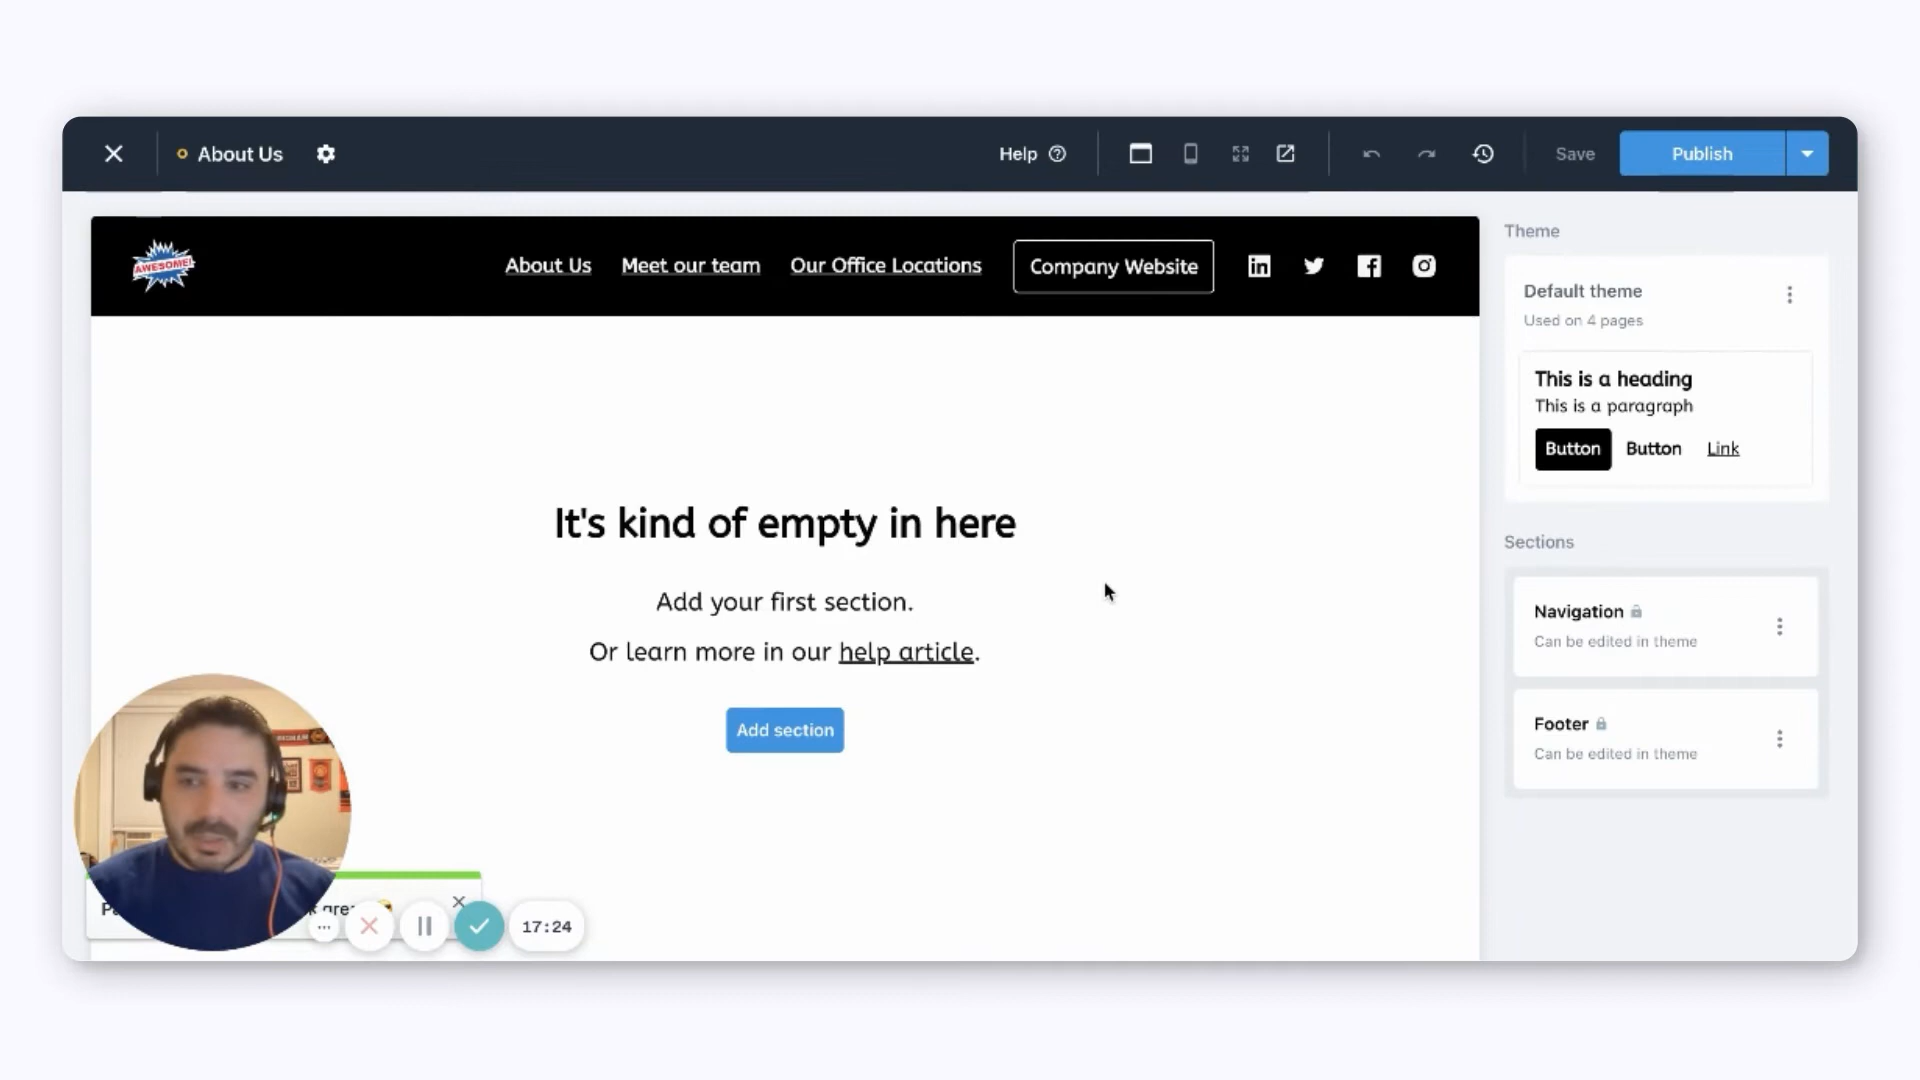 About Us
Help
Save
Publish
AWESOME!
About Us
Meet our team
Our Office Locations
Company Website
Theme
Default theme
Used on 4 pages
This is a heading
This is a paragraph
Button Button Link
It's kind of empty in here
Add your first section.
Or learn more in our help article.
Add section
Sections
Navigation
Can be edited in theme
Footer
Can be edited in theme
17:24